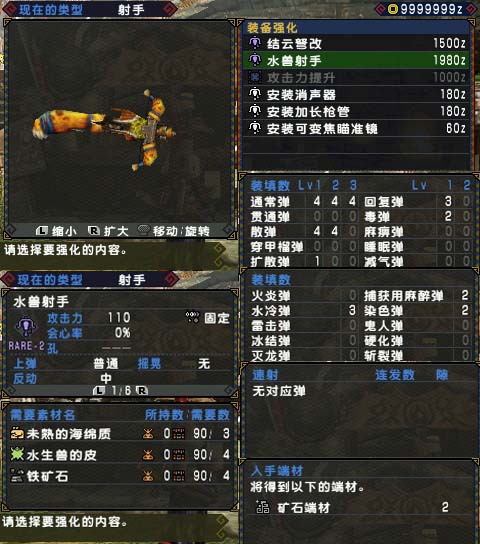 现在的类型 射手
9999999z
装备强化
结云弩改 1500z
水兽射手 1980z
攻击力提升 1000z
安装消声器 180z
安装加长枪管 180z
安装可变焦瞄准镜 60z
L 缩小 R 扩大 移动/旋转
请选择要强化的内容。
装填数 Lv1 2 3 Lv 1 2
通常弹 4 4 4 回复弹 3 0
贯通弹 0 0 0 毒弹 2 0
散弹 4 4 0 麻痹弹 0 0
穿甲榴弹 0 0 0 睡眠弹 0 0
扩散弹 1 0 0 减气弹 0 0
现在的类型 射手
水兽射手
攻击力 110 固定
会心率 0%
RARE-2 孔 ---
上弹 普通 摇晃 无
反动 中
L 1/6 R
装填数
火炎弹 0 捕获用麻醉弹 2
水冷弹 3 染色弹 2
雷击弹 0 鬼人弹 0
冰结弹 0 硬化弹 0
灭龙弹 0 斩裂弹 0
速射 连发数 隙
无对应弹
需要素材名 所持数 需要数
未熟的海绵质 0 90/ 3
水生兽的皮 0 90/ 4
铁矿石 0 90/ 4
入手端材
将得到以下的端材。
矿石端材 2
请选择要强化的内容。